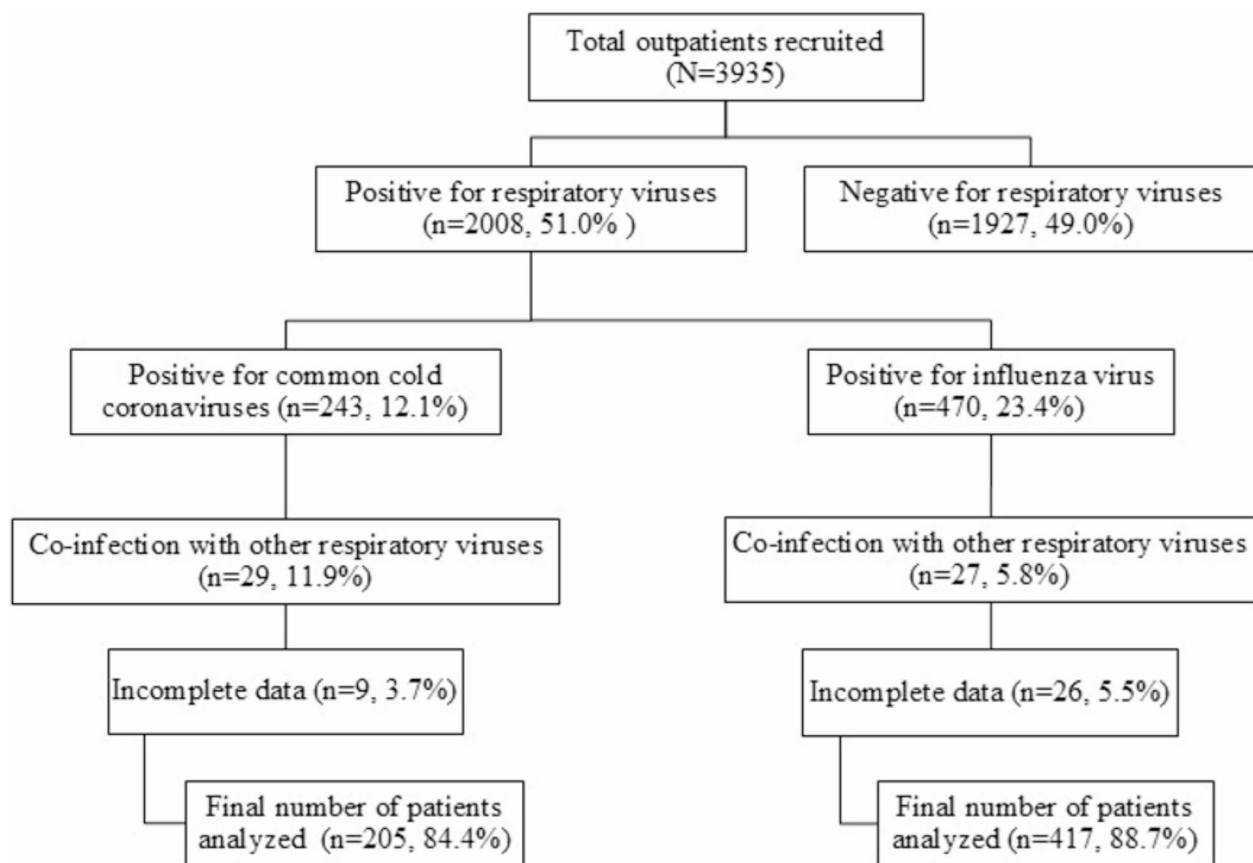 Total outpatients recruited
(N=3935)
Positive for respiratory viruses
(n=2008, 51.0% )
Negative for respiratory viruses
(n=1927, 49.0%)
Positive for common cold
coronaviruses (n=243, 12.1%)
Positive for influenza virus
(n=470, 23.4%)
Co-infection with other respiratory viruses
(n=29, 11.9%)
Co-infection with other respiratory viruses
(n=27, 5.8%)
Incomplete data (n=9, 3.7%)
Incomplete data (n=26, 5.5%)
Final number of patients
analyzed (n=205, 84.4%)
Final number of patients
analyzed (n=417, 88.7%)